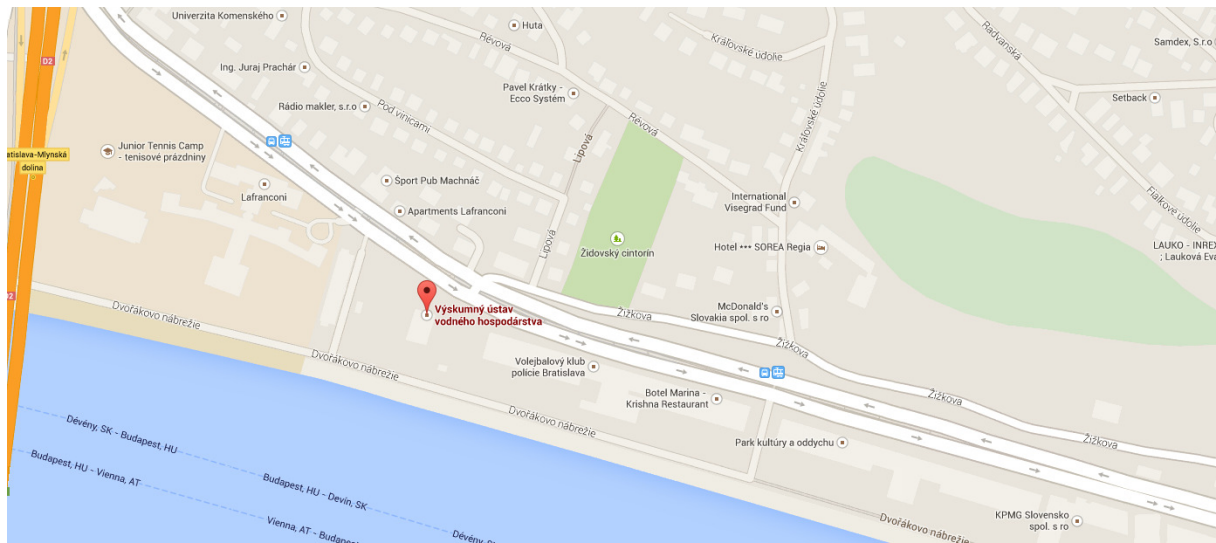 Univerzita Komenského
Huta
Révová
Kráľovské údolie
Radvanská
Samdex, S.r.o
D2
Ing. Juraj Prachár
Pavel Krátky -
Ecco Systém
Setback
Rádio makler, s.r.o
Pod vinicami
Révová
Kráľovské údolie
Junior Tennis Camp
- tenisové prázdniny
atislava-Mlynská
dolina
Lipová
Šport Pub Machnáč
Lafranconi
International
Visegrad Fund
Fialkové údolie
Apartments Lafranconi
Lipová
Židovský cintorín
Hotel *** SOREA Regia
LAUKO - INREX
; Lauková Eva
D2
Dvořákovo nábrežie
Výskumný ústav
vodného hospodárstva
McDonald's
Slovakia spol. s ro
Žižkova
Žižkova
Dvořákovo nábrežie
Volejbalový klub
polície Bratislava
Botel Marina -
Krishna Restaurant
Žižkova
Dvořákovo nábrežie
Žižkova
Dévény, SK - Budapest, HU
Park kultúry a oddychu
Budapest, HU - Vienna, AT
Budapest, HU - Devín, SK
KPMG Slovensko
spol. s ro
Dvořákovo nábrežie
Vienna, AT - Budapest
Dévény, SK